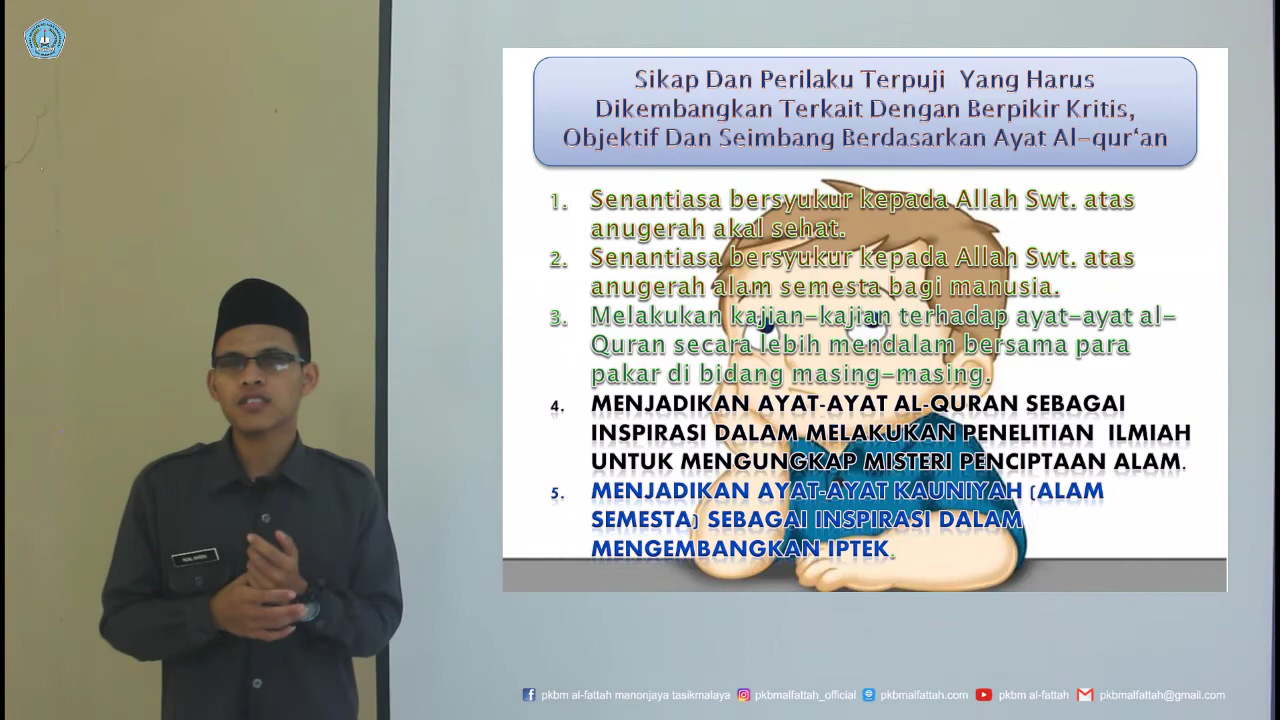 Sikap Dan Perilaku Terpuji Yang Harus
Dikembangkan Terkait Dengan Berpikir Kritis,
Objektif Dan Seimbang Berdasarkan Ayat Al-qur‘an
1. Senantiasa bersyukur kepada Allah Swt. atas
anugerah akal sehat.
2. Senantiasa bersyukur kepada Allah Swt. atas
anugerah alam semesta bagi manusia.
3. Melakukan kajian-kajian terhadap ayat-ayat al-
Quran secara lebih mendalam bersama para
pakar di bidang masing-masing.
4. MENJADIKAN AYAT-AYAT AL-QURAN SEBAGAI
INSPIRASI DALAM MELAKUKAN PENELITIAN ILMIAH
UNTUK MENGUNGKAP MISTERI PENCIPTAAN ALAM.
5. MENJADIKAN AYAT-AYAT KAUNIYAH (ALAM
SEMESTA) SEBAGAI INSPIRASI DALAM
MENGEMBANGKAN IPTEK.
pkbm al-fattah manonjaya tasikmalaya pkbmalfattah_official pkbmalfattah.com pkbm al-fattah pkbmalfattah@gmail.com